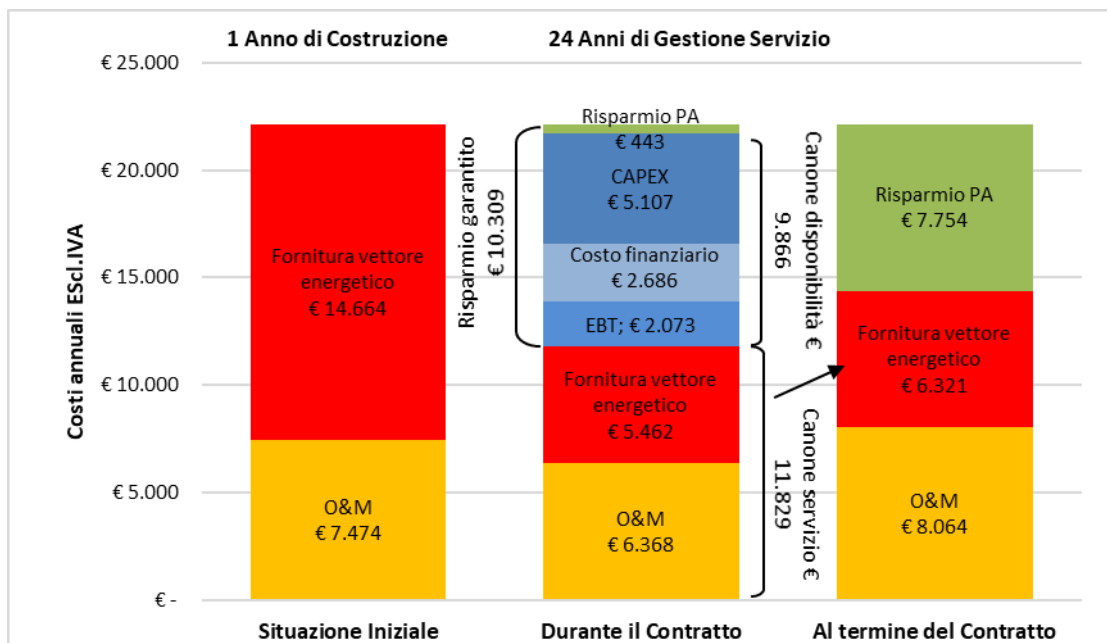 1 Anno di Costruzione
24 Anni di Gestione Servizio
Costi annuali EScl.IVA
€ 25.000
€ 20.000
€ 15.000
€ 10.000
€ 5.000
€ -
Fornitura vettore
energetico
€ 14.664
O&M
€ 7.474
Risparmio garantito
€ 10.309
Risparmio PA
€ 443
CAPEX
€ 5.107
Costo finanziario
€ 2.686
EBT; € 2.073
Fornitura vettore
energetico
€ 5.462
O&M
€ 6.368
Canone disponibilità €
9.866
Canone servizio €
11.829
Risparmio PA
€ 7.754
Fornitura vettore
energetico
€ 6.321
O&M
€ 8.064
Situazione Iniziale
Durante il Contratto
Al termine del Contratto